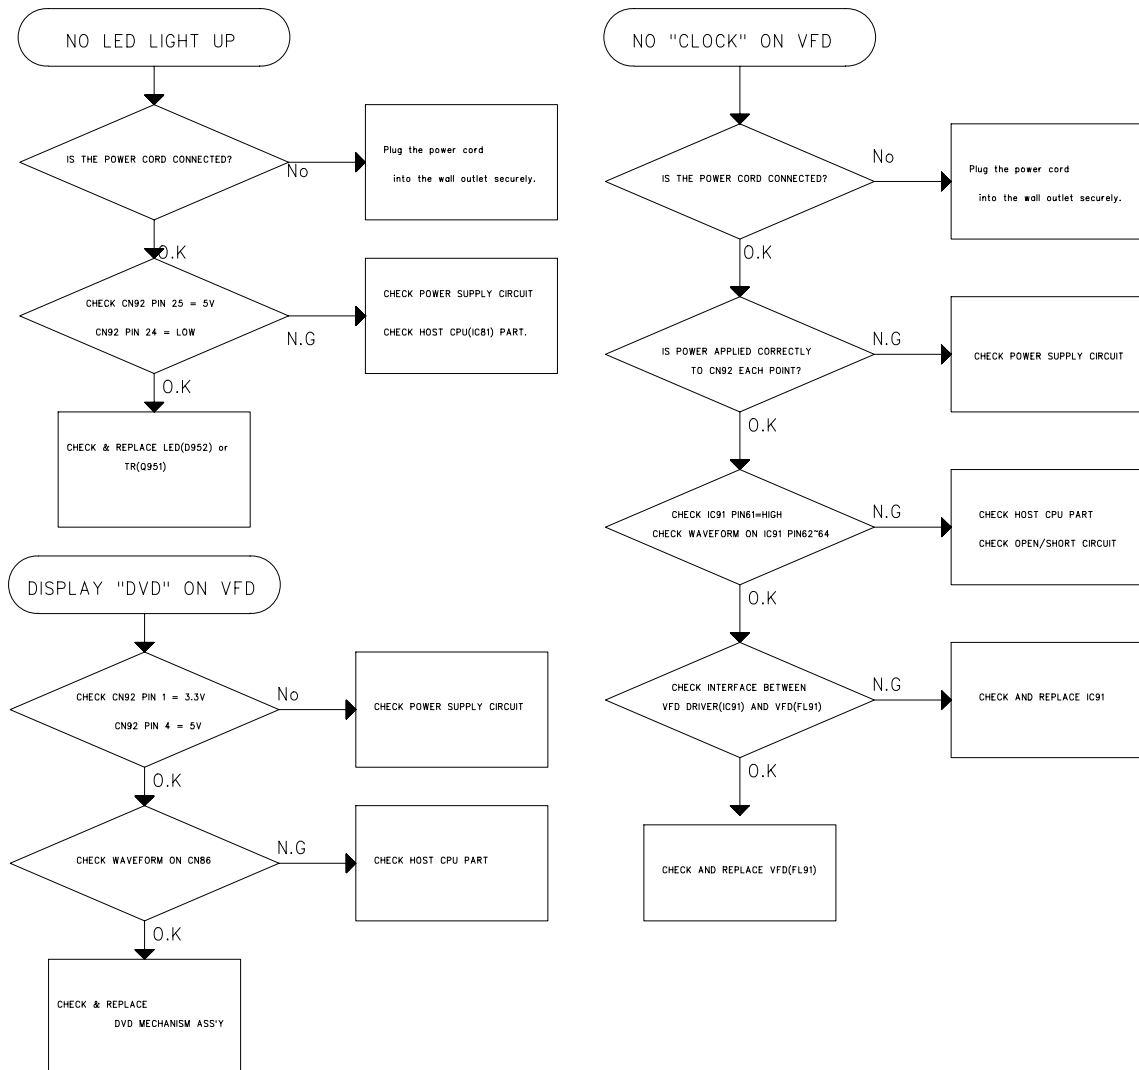 NO LED LIGHT UP
IS THE POWER CORD CONNECTED?
No
Plug the power cord
into the wall outlet securely.
O.K
CHECK CN92 PIN 25 = 5V
CN92 PIN 24 = LOW
N.G
CHECK POWER SUPPLY CIRCUIT
CHECK HOST CPU(IC81) PART.
O.K
CHECK & REPLACE LED(D952) or
TR(Q951)
DISPLAY "DVD" ON VFD
CHECK CN92 PIN 1 = 3.3V
CN92 PIN 4 = 5V
No
CHECK POWER SUPPLY CIRCUIT
O.K
CHECK WAVEFORM ON CN86
N.G
CHECK HOST CPU PART
O.K
CHECK & REPLACE
DVD MECHANISM ASS'Y
NO "CLOCK" ON VFD
IS THE POWER CORD CONNECTED?
No
Plug the power cord
into the wall outlet securely.
O.K
IS POWER APPLIED CORRECTLY
TO CN92 EACH POINT?
N.G
CHECK POWER SUPPLY CIRCUIT
O.K
CHECK IC91 PIN61=HIGH
CHECK WAVEFORM ON IC91 PIN62~64
N.G
CHECK HOST CPU PART
CHECK OPEN/SHORT CIRCUIT
O.K
CHECK INTERFACE BETWEEN
VFD DRIVER(IC91) AND VFD(FL91)
N.G
CHECK AND REPLACE IC91
O.K
CHECK AND REPLACE VFD(FL91)